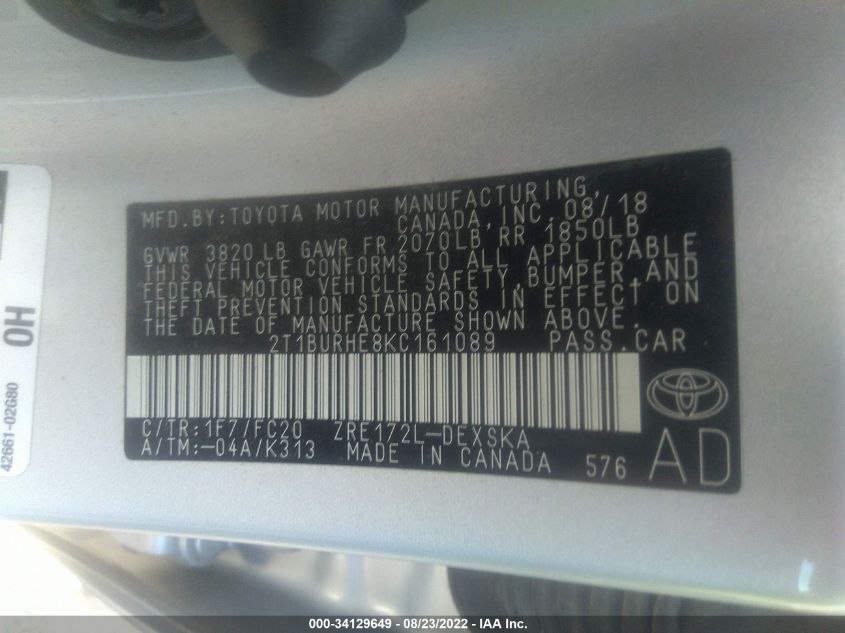 MFD.BY:TOYOTA MOTOR MANUFACTURING,
CANADA,INC. 08/18
GVWR 3820 LB GAWR FR 2070LB RR 1850LB
THIS VEHICLE CONFORMS TO ALL APPLICABLE
FEDERAL MOTOR VEHICLE SAFETY,BUMPER,AND
THEFT PREVENTION STANDARDS IN EFFECT ON
THE DATE OF MANUFACTURE SHOWN ABOVE.
2T1BURHE8KC161089 PASS.CAR
C/TR:1F7/FC20 ZRE172L-DEXSKA
A/TM:-04A/K313 MADE IN CANADA 576 AD
OH
42661-02G80
000-34129649 - 08/23/2022 - IAA Inc.